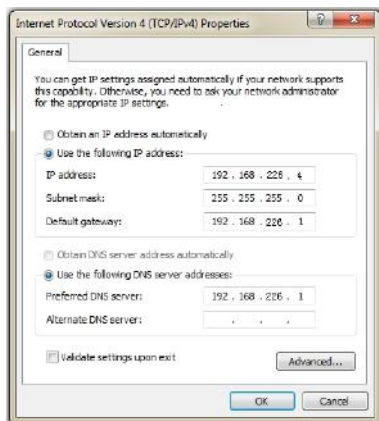 Internet Protocol Version 4 (TCP/IPv4) Properties
General
You can get IP settings assigned automatically if your network supports
this capability. Otherwise, you need to ask your network administrator
for the appropriate IP settings.
Obtain an IP address automatically
Use the following IP address:
IP address: 192 . 168 . 226 . 4
Subnet mask: 255 . 255 . 255 . 0
Default gateway: 192 . 168 . 226 . 1
Obtain DNS server address automatically
Use the following DNS server addresses:
Preferred DNS server: 192 . 168 . 226 . 1
Alternate DNS server: . . .
Validate settings upon exit
Advanced...
OK Cancel